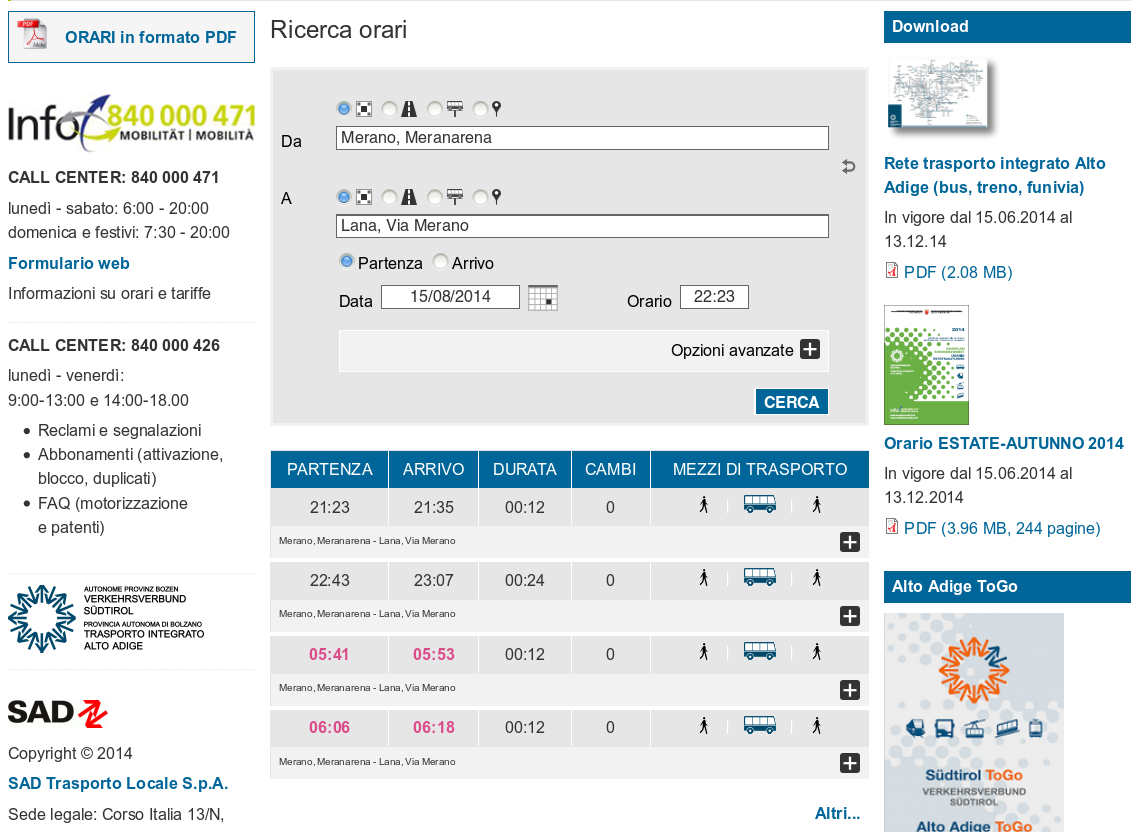 ORARI in formato PDF
Info 840 000 471
MOBILITÄT | MOBILITÀ
CALL CENTER: 840 000 471
lunedì - sabato: 6:00 - 20:00
domenica e festivi: 7:30 - 20:00
Formulario web
Informazioni su orari e tariffe
CALL CENTER: 840 000 426
lunedì - venerdì:
9:00-13:00 e 14:00-18.00
Reclami e segnalazioni
Abbonamenti (attivazione,
blocco, duplicati)
FAQ (motorizzazione
e patenti)
AUTONOME PROVINZ BOZEN
VERKEHRSVERBUND
SÜDTIROL
PROVINCIA AUTONOMA DI BOLZANO
TRASPORTO INTEGRATO
ALTO ADIGE
SAD
Copyright © 2014
SAD Trasporto Locale S.p.A.
Sede legale: Corso Italia 13/N,
Ricerca orari
Da
Merano, Meranarena
A
Lana, Via Merano
Partenza Arrivo
Data 15/08/2014 Orario 22:23
Opzioni avanzate
CERCA
PARTENZA ARRIVO DURATA CAMBI MEZZI DI TRASPORTO
21:23 21:35 00:12 0
Merano, Meranarena - Lana, Via Merano
22:43 23:07 00:24 0
Merano, Meranarena - Lana, Via Merano
05:41 05:53 00:12 0
Merano, Meranarena - Lana, Via Merano
06:06 06:18 00:12 0
Merano, Meranarena - Lana, Via Merano
Altri...
Download
Rete trasporto integrato Alto
Adige (bus, treno, funivia)
In vigore dal 15.06.2014 al
13.12.14
PDF (2.08 MB)
2014
Orario ESTATE-AUTUNNO 2014
In vigore dal 15.06.2014 al
13.12.2014
PDF (3.96 MB, 244 pagine)
Alto Adige ToGo
Südtirol ToGo
VERKEHRSVERBUND
SÜDTIROL
Alto Adige ToGo